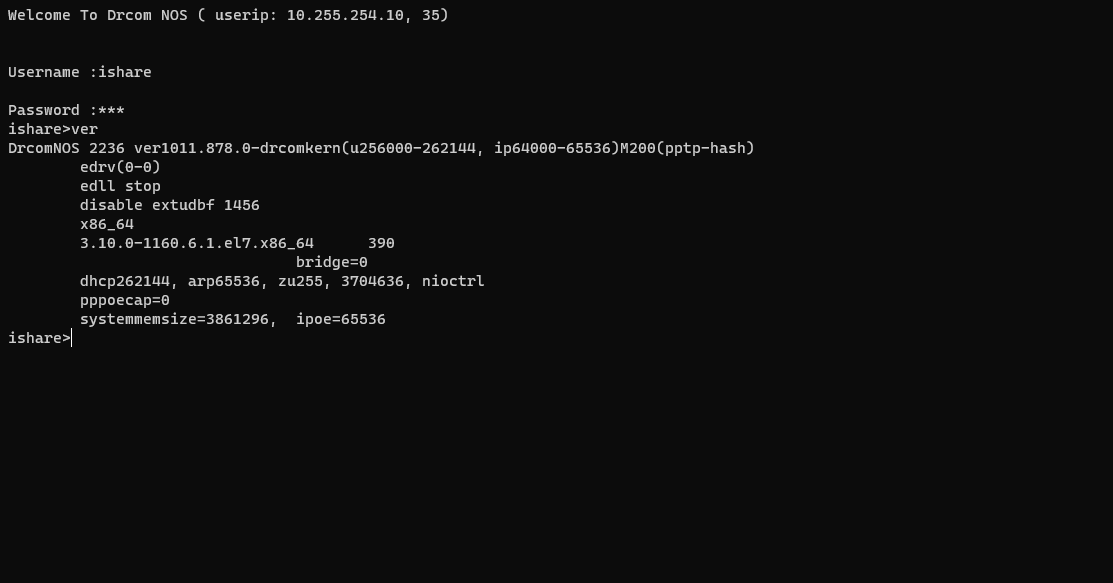 Welcome To Drcom NOS ( userip: 10.255.254.10, 35)
Username :ishare
Password :***
ishare>ver
DrcomNOS 2236 ver1011.878.0-drcomkern(u256000-262144, ip64000-65536)M200(pptp-hash)
edrv(0-0)
edll stop
disable extudbf 1456
x86_64
3.10.0-1160.6.1.el7.x86_64      390
bridge=0
dhcp262144, arp65536, zu255, 3704636, nioctrl
pppoecap=0
systemmemsize=3861296,  ipoe=65536
ishare>